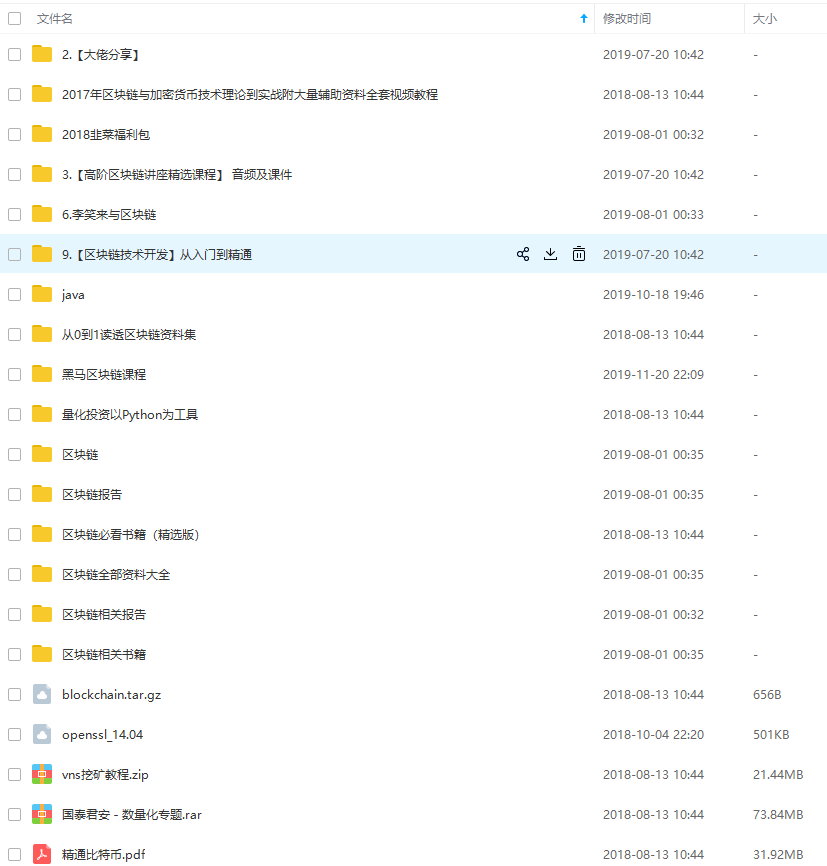 文件名 修改时间 大小
2.【大佬分享】 2019-07-20 10:42 -
2017年区块链与加密货币技术理论到实战附大量辅助资料全套视频教程 2018-08-13 10:44 -
2018韭菜福利包 2019-08-01 00:32 -
3.【高阶区块链讲座精选课程】 音频及课件 2019-07-20 10:42 -
6.李笑来与区块链 2019-08-01 00:33 -
9.【区块链技术开发】从入门到精通 2019-07-20 10:42 -
java 2019-10-18 19:46 -
从0到1读透区块链资料集 2018-08-13 10:44 -
黑马区块链课程 2019-11-20 22:09 -
量化投资以Python为工具 2018-08-13 10:44 -
区块链 2019-08-01 00:35 -
区块链报告 2019-08-01 00:35 -
区块链必看书籍（精选版） 2018-08-13 10:44 -
区块链全部资料大全 2019-08-01 00:35 -
区块链相关报告 2019-08-01 00:32 -
区块链相关书籍 2019-08-01 00:35 -
blockchain.tar.gz 2018-08-13 10:44 656B
openssl_14.04 2018-10-04 22:20 501KB
vns挖矿教程.zip 2018-08-13 10:44 21.44MB
国泰君安 - 数量化专题.rar 2018-08-13 10:44 73.84MB
精通比特币.pdf 2018-08-13 10:44 31.92MB